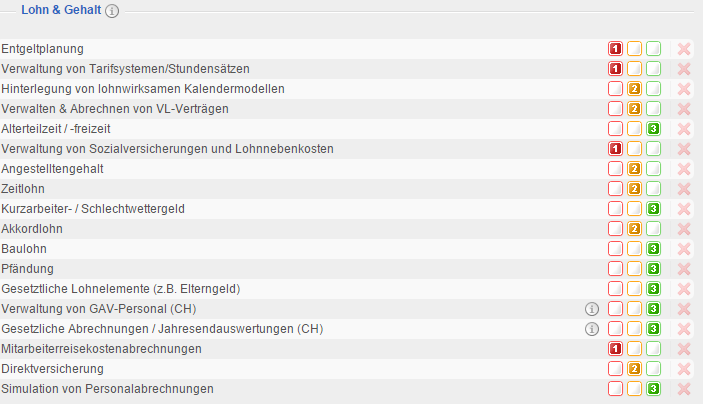 Lohn & Gehalt
Entgeltplanung 1
Verwaltung von Tarifsystemen/Stundensätzen 1
Hinterlegung von lohnwirksamen Kalendermodellen 2
Verwalten & Abrechnen von VL-Verträgen 2
Alterteilzeit / -freizeit 3
Verwaltung von Sozialversicherungen und Lohnnebenkosten 1
Angestelltengehalt 2
Zeitlohn 2
Kurzarbeiter- / Schlechtwettergeld 3
Akkordlohn 2
Baulohn 3
Pfändung 3
Gesetztliche Lohnelemente (z.B. Elterngeld) 3
Verwaltung von GAV-Personal (CH) i 3
Gesetzliche Abrechnungen / Jahresendauswertungen (CH) i 3
Mitarbeiterreisekostenabrechnungen 1
Direktversicherung 2
Simulation von Personalabrechnungen 3